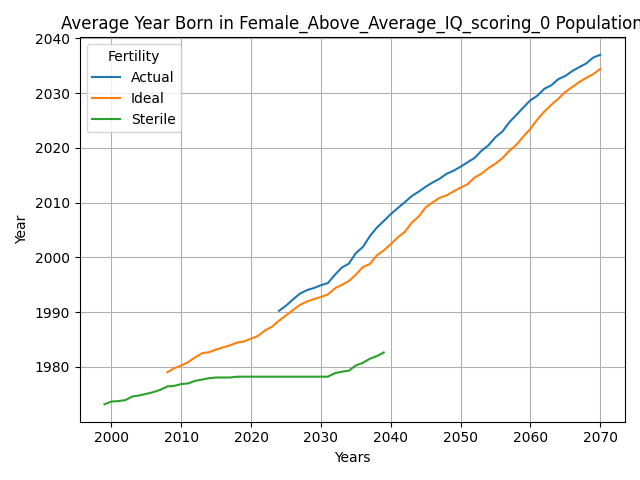 Average Year Born in Female_Above_Average_IQ_scoring_0 Population
2040
2030
2020
2010
2000
1990
1980
Year
Fertility
Actual
Ideal
Sterile
2000 2010 2020 2030 2040 2050 2060 2070
Years